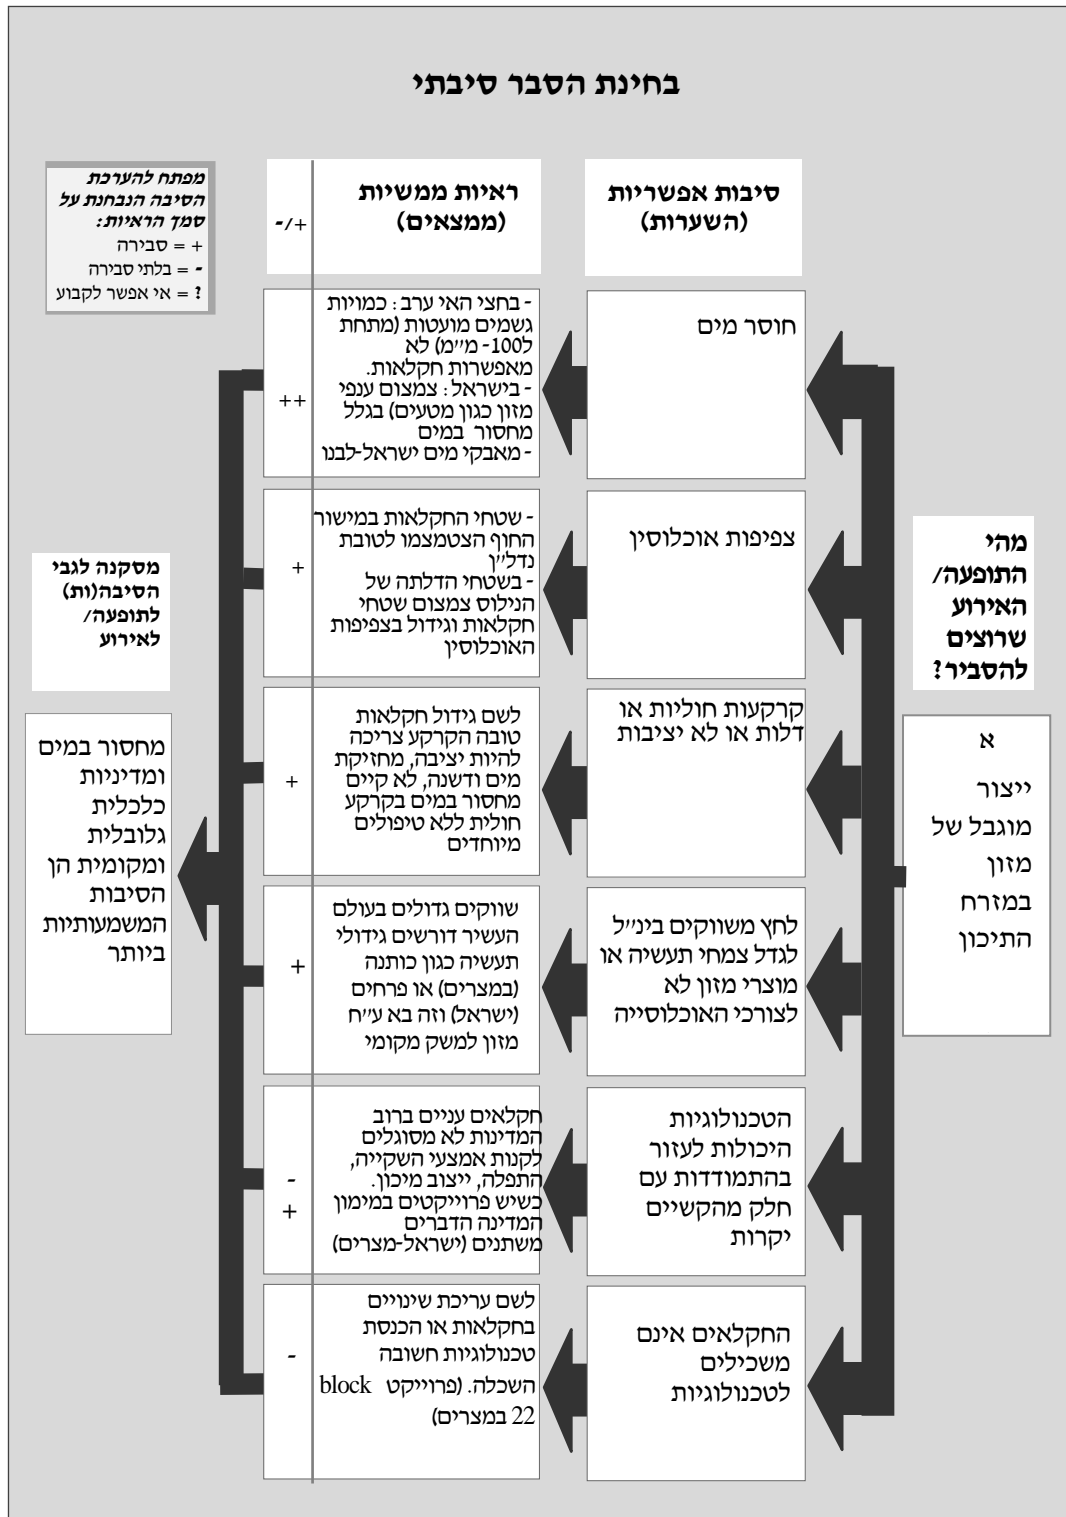 בחינת הסבר סיבתי
סיבות אפשריות
(השערות)
ראיות ממשיות
(ממצאים)
-/+
מפתח להערכת
הסיבה הנבחנת על
סמך הראיות:
+ = סבירה
- = בלתי סבירה
? = אי אפשר לקבוע
מהי
התופעה/
האירוע
שרוצים
להסביר?
א
ייצור
מוגבל של
מזון
במזרח
התיכון
חוסר מים
- בחצי האי ערב: כמויות
גשמים מועטות (מתחת
ל100- מ״מ) לא
מאפשרות חקלאות.
- בישראל: צמצום ענפי
מזון כגון מטעים) בגלל
מחסור במים
- מאבקי מים ישראל-לבנו
++
צפיפות אוכלוסין
- שטחי החקלאות במישור
החוף הצטמצמו לטובת
נדל״ן
- בשטחי הדלתה של
הנילוס צמצום שטחי
חקלאות וגידול בצפיפות
האוכלוסין
+
קרקעות חוליות או
דלות או לא יציבות
לשם גידול חקלאות
טובה הקרקע צריכה
להיות יציבה, מחזיקת
מים ודשנה, לא קיים
מחסור במים בקרקע
חולית ללא טיפולים
מיוחדים
+
לחץ משווקים בינ״ל
לגדל צמחי תעשיה או
מוצרי מזון לא
לצורכי האוכלוסייה
שווקים גדולים בעולם
העשיר דורשים גידולי
תעשיה כגון כותנה
(במצרים) או פרחים
(ישראל) וזה בא ע״ח
מזון למשק מקומי
+
הטכנולוגיות
היכולות לעזור
בהתמודדות עם
חלק מהקשיים
יקרות
חקלאים עניים ברוב
המדינות לא מסוגלים
לקנות אמצעי השקייה,
התפלה, ייצוב מיכון.
כשיש פרוייקטים במימון
המדינה הדברים
משתנים (ישראל-מצרים)
-
+
החקלאים אינם
משכילים
לטכנולוגיות
לשם עריכת שינויים
בחקלאות או הכנסת
טכנולוגיות חשובה
השכלה. (פרוייקט block
22 במצרים)
-
מסקנה לגבי
הסיבה(ות)
לתופעה/
לאירוע
מחסור במים
ומדיניות
כלכלית
גלובלית
ומקומית הן
הסיבות
המשמעותיות
ביותר